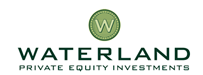 W
WATERLAND
PRIVATE EQUITY INVESTMENTS